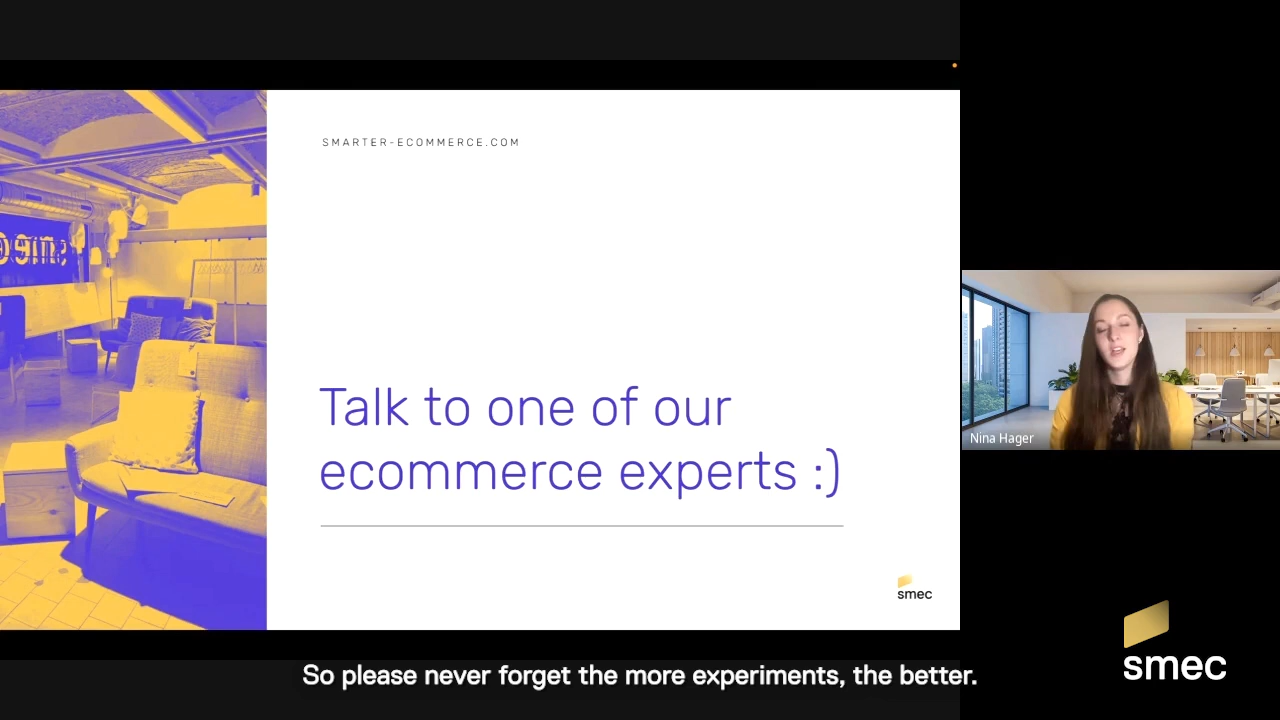 SMARTER-ECOMMERCE.COM
Talk to one of our
ecommerce experts :)
smec
Nina Hager
smec
So please never forget the more experiments, the better.